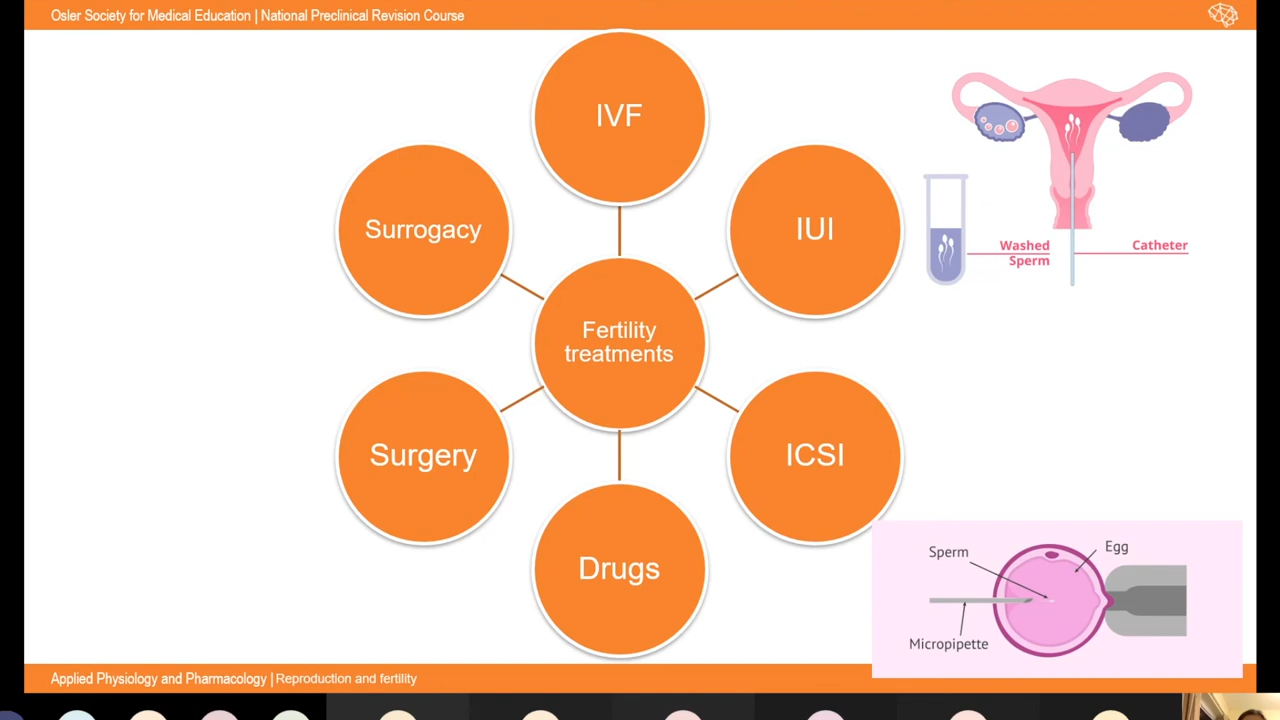 Osler Society for Medical Education | National Preclinical Revision Course
IVF
Surrogacy
IUI
Washed
Sperm
Catheter
Fertility
treatments
Surgery
ICSI
Drugs
Sperm
Egg
Micropipette
Applied Physiology and Pharmacology | Reproduction and fertility